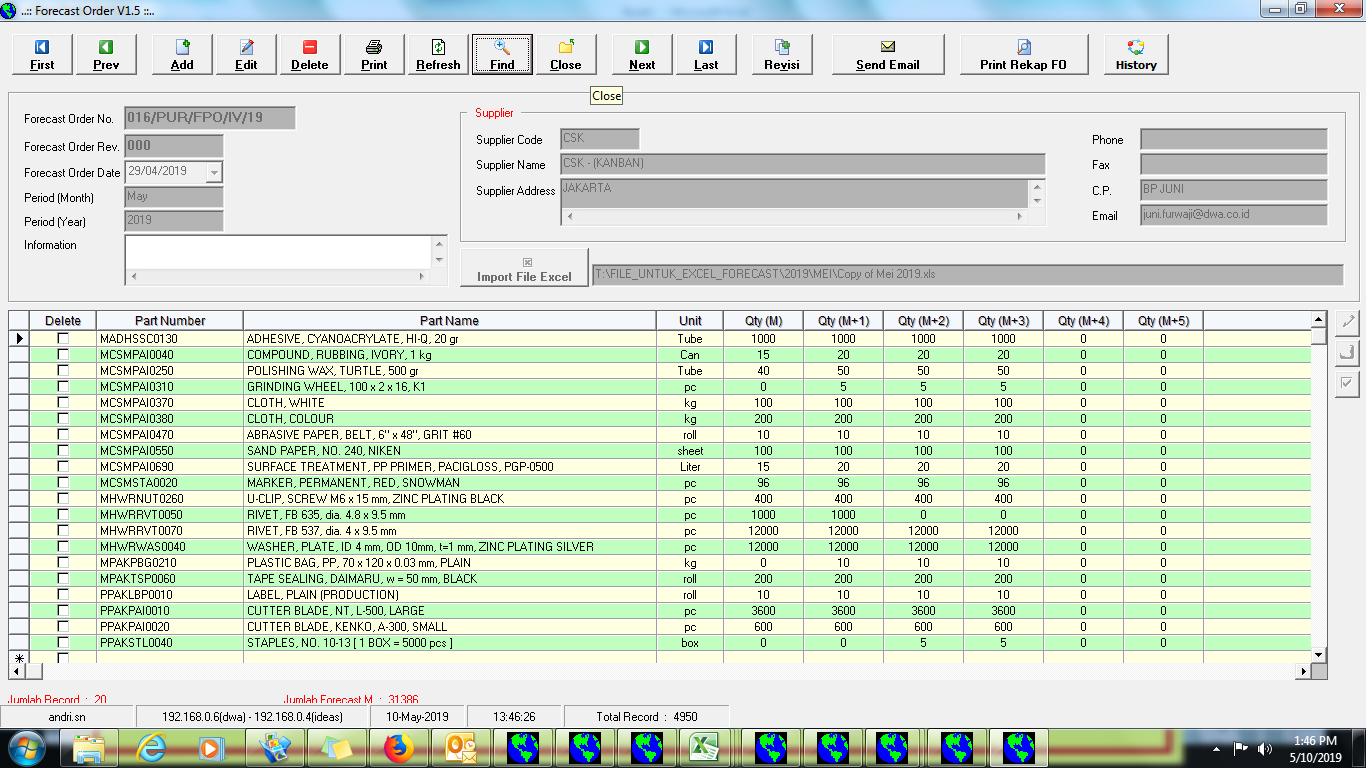 ..:: Forecast Order V1.5 ::..
First Prev Add Edit Delete Print Refresh Find Close Next Last Revisi Send Email Print Rekap FO History
Close
Forecast Order No. 016/PUR/FPO/IV/19
Forecast Order Rev. 000
Forecast Order Date 29/04/2019
Period (Month) May
Period (Year) 2019
Information
Supplier
Supplier Code CSK
Supplier Name CSK - (KANBAN)
Supplier Address JAKARTA
Phone
Fax
C.P. BP JUNI
Email juni.furwaji@dwa.co.id
Import File Excel T:\FILE_UNTUK_EXCEL_FORECAST\2019\MEI\Copy of Mei 2019.xls
Delete Part Number Part Name Unit Qty (M) Qty (M+1) Qty (M+2) Qty (M+3) Qty (M+4) Qty (M+5)
MADHSSC0130 ADHESIVE, CYANOACRYLATE, HI-Q, 20 gr Tube 1000 1000 1000 1000 0 0
MCSMPAI0040 COMPOUND, RUBBING, IVORY, 1 kg Can 15 20 20 20 0 0
MCSMPAI0250 POLISHING WAX, TURTLE, 500 gr Tube 40 50 50 50 0 0
MCSMPAI0310 GRINDING WHEEL, 100 x 2 x 16, K1 pc 0 5 5 5 0 0
MCSMPAI0370 CLOTH, WHITE kg 100 100 100 100 0 0
MCSMPAI0380 CLOTH, COLOUR kg 200 200 200 200 0 0
MCSMPAI0470 ABRASIVE PAPER, BELT, 6" x 48", GRIT #60 roll 10 10 10 10 0 0
MCSMPAI0550 SAND PAPER, NO. 240, NIKEN sheet 100 100 100 100 0 0
MCSMPAI0690 SURFACE TREATMENT, PP PRIMER, PACIGLOSS, PGP-0500 Liter 15 20 20 20 0 0
MCSMSTA0020 MARKER, PERMANENT, RED, SNOWMAN pc 96 96 96 96 0 0
MHWRNUT0260 U-CLIP, SCREW M6 x 15 mm, ZINC PLATING BLACK pc 400 400 400 400 0 0
MHWRRVT0050 RIVET, FB 635, dia. 4.8 x 9.5 mm pc 1000 1000 0 0 0 0
MHWRRVT0070 RIVET, FB 537, dia. 4 x 9.5 mm pc 12000 12000 12000 12000 0 0
MHWRWAS0040 WASHER, PLATE, ID 4 mm, OD 10mm, t=1 mm, ZINC PLATING SILVER pc 12000 12000 12000 12000 0 0
MPAKPBG0210 PLASTIC BAG, PP, 70 x 120 x 0.03 mm, PLAIN kg 0 10 10 10 0 0
MPAKTSP0060 TAPE SEALING, DAIMARU, w = 50 mm, BLACK roll 200 200 200 200 0 0
PPAKLBP0010 LABEL, PLAIN (PRODUCTION) roll 10 10 10 10 0 0
PPAKPAI0010 CUTTER BLADE, NT, L-500, LARGE pc 3600 3600 3600 3600 0 0
PPAKPAI0020 CUTTER BLADE, KENKO, A-300, SMALL pc 600 600 600 600 0 0
PPAKSTL0040 STAPLES, NO. 10-13 [ 1 BOX = 5000 pcs ] box 0 0 5 5 0 0
Jumlah Record : 20 Jumlah Forecast M : 31386
andri.sn 192.168.0.6(dwa) - 192.168.0.4(ideas) 10-May-2019 13:46:26 Total Record : 4950
1:46 PM
5/10/2019